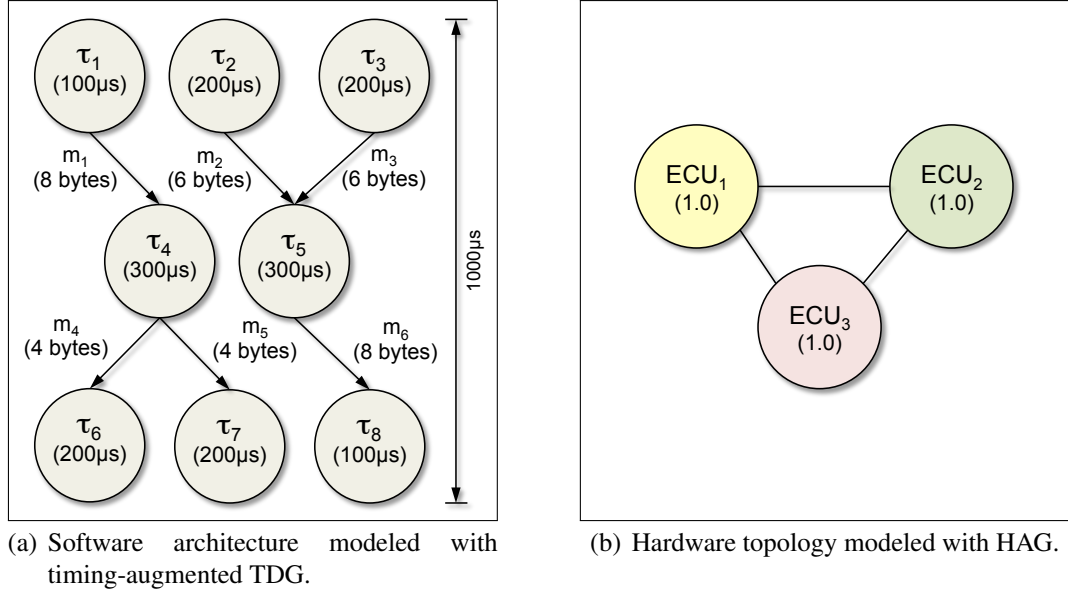 τ1
(100µs)
τ2
(200µs)
τ3
(200µs)
m1
(8 bytes)
m2
(6 bytes)
m3
(6 bytes)
τ4
(300µs)
τ5
(300µs)
1000µs
m4
(4 bytes)
m5
(4 bytes)
m6
(8 bytes)
τ6
(200µs)
τ7
(200µs)
τ8
(100µs)
(a) Software architecture modeled with
timing-augmented TDG.
ECU1
(1.0)
ECU2
(1.0)
ECU3
(1.0)
(b) Hardware topology modeled with HAG.